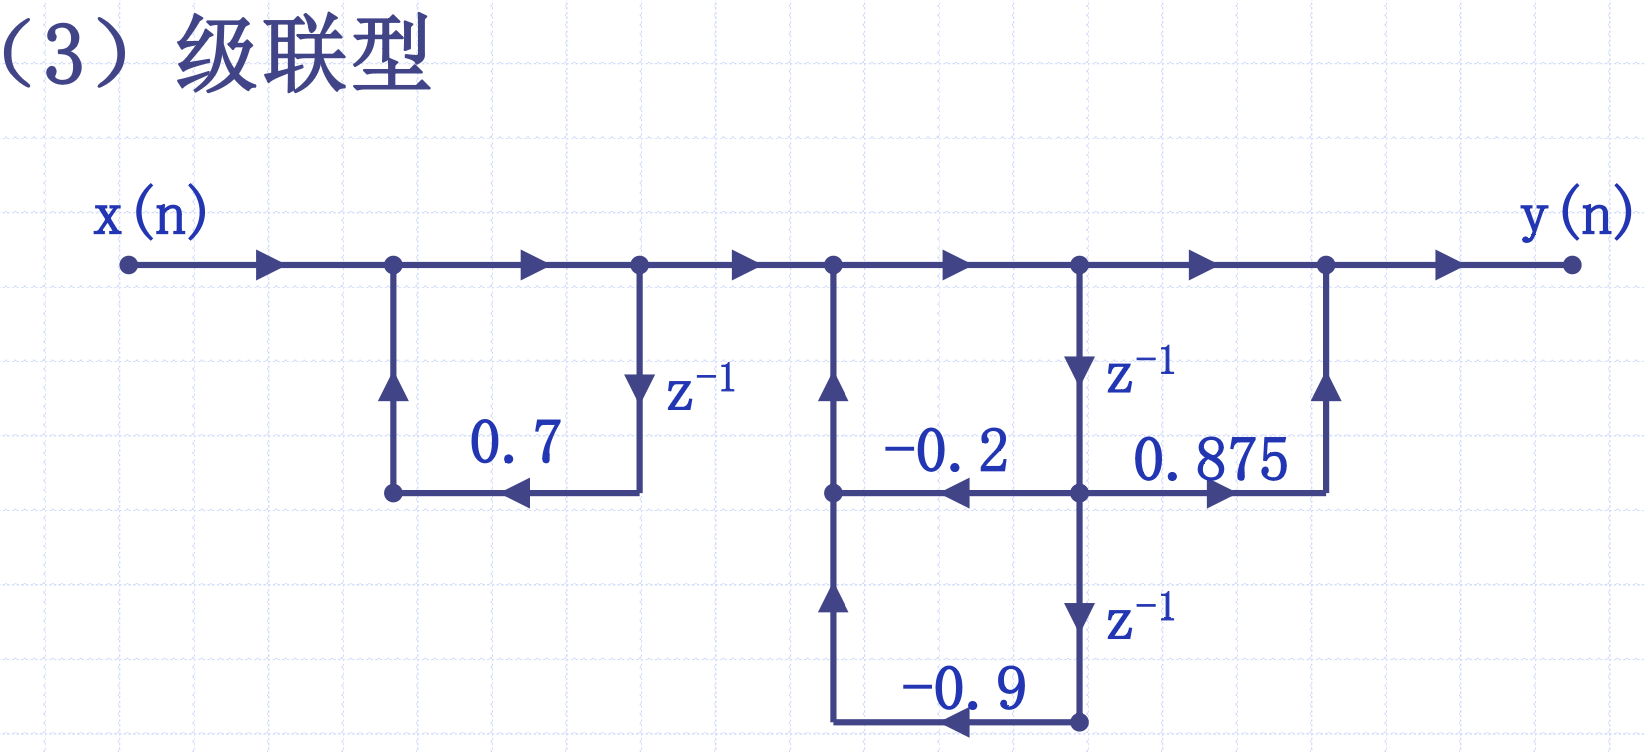 (3) 级联型
x(n) y(n)
z⁻¹ z⁻¹
0.7 -0.2 0.875
z⁻¹
-0.9